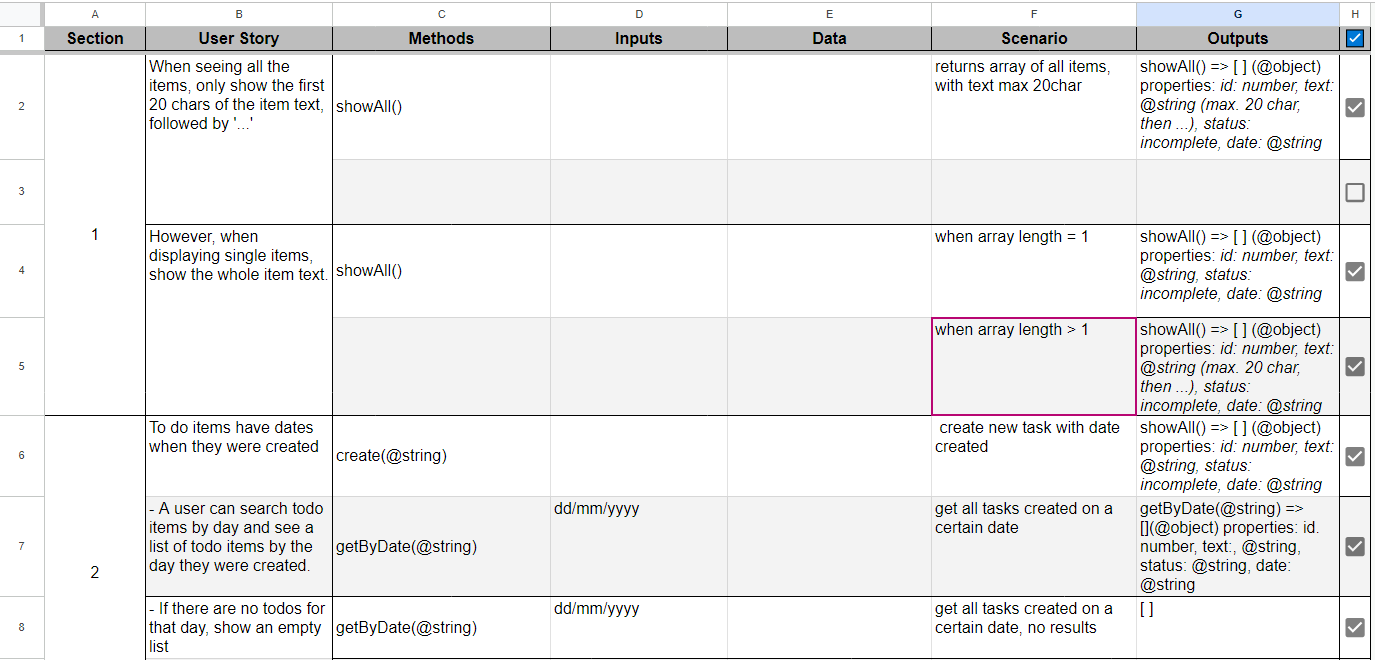 A B C D E F G H
1 Section User Story Methods Inputs Data Scenario Outputs
2
When seeing all the
items, only show the first
20 chars of the item text,
followed by '...'
showAll()
returns array of all items,
with text max 20char
showAll() => [ ] (@object)
properties: id: number, text:
@string (max. 20 char,
then ...), status:
incomplete, date: @string
3
1
4
However, when
displaying single items,
show the whole item text.
showAll()
when array length = 1
showAll() => [ ] (@object)
properties: id: number, text:
@string, status:
incomplete, date: @string
5
when array length > 1
showAll() => [ ] (@object)
properties: id: number, text:
@string (max. 20 char,
then ...), status:
incomplete, date: @string
6
To do items have dates
when they were created
create(@string)
create new task with date
created
showAll() => [ ] (@object)
properties: id: number, text:
@string, status:
incomplete, date: @string
7
- A user can search todo
items by day and see a
list of todo items by the
day they were created.
getByDate(@string)
dd/mm/yyyy
get all tasks created on a
certain date
getByDate(@string) =>
[](@object) properties: id.
number, text:, @string,
status: @string, date:
@string
2
8
- If there are no todos for
that day, show an empty
list
getByDate(@string)
dd/mm/yyyy
get all tasks created on a
certain date, no results
[ ]